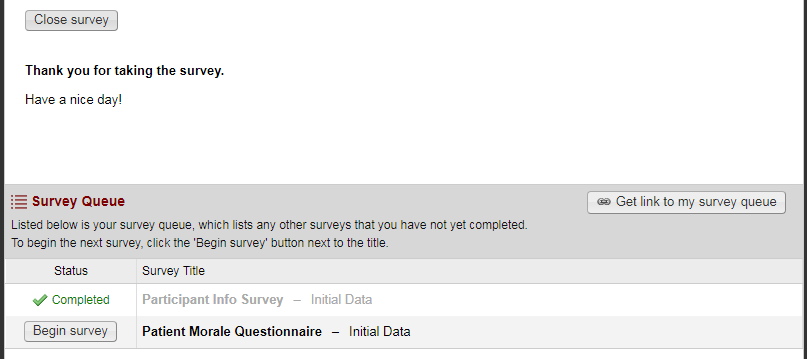 Close survey
Thank you for taking the survey.
Have a nice day!
Survey Queue
Get link to my survey queue
Listed below is your survey queue, which lists any other surveys that you have not yet completed.
To begin the next survey, click the 'Begin survey' button next to the title.
Status Survey Title
Completed Participant Info Survey – Initial Data
Begin survey Patient Morale Questionnaire – Initial Data